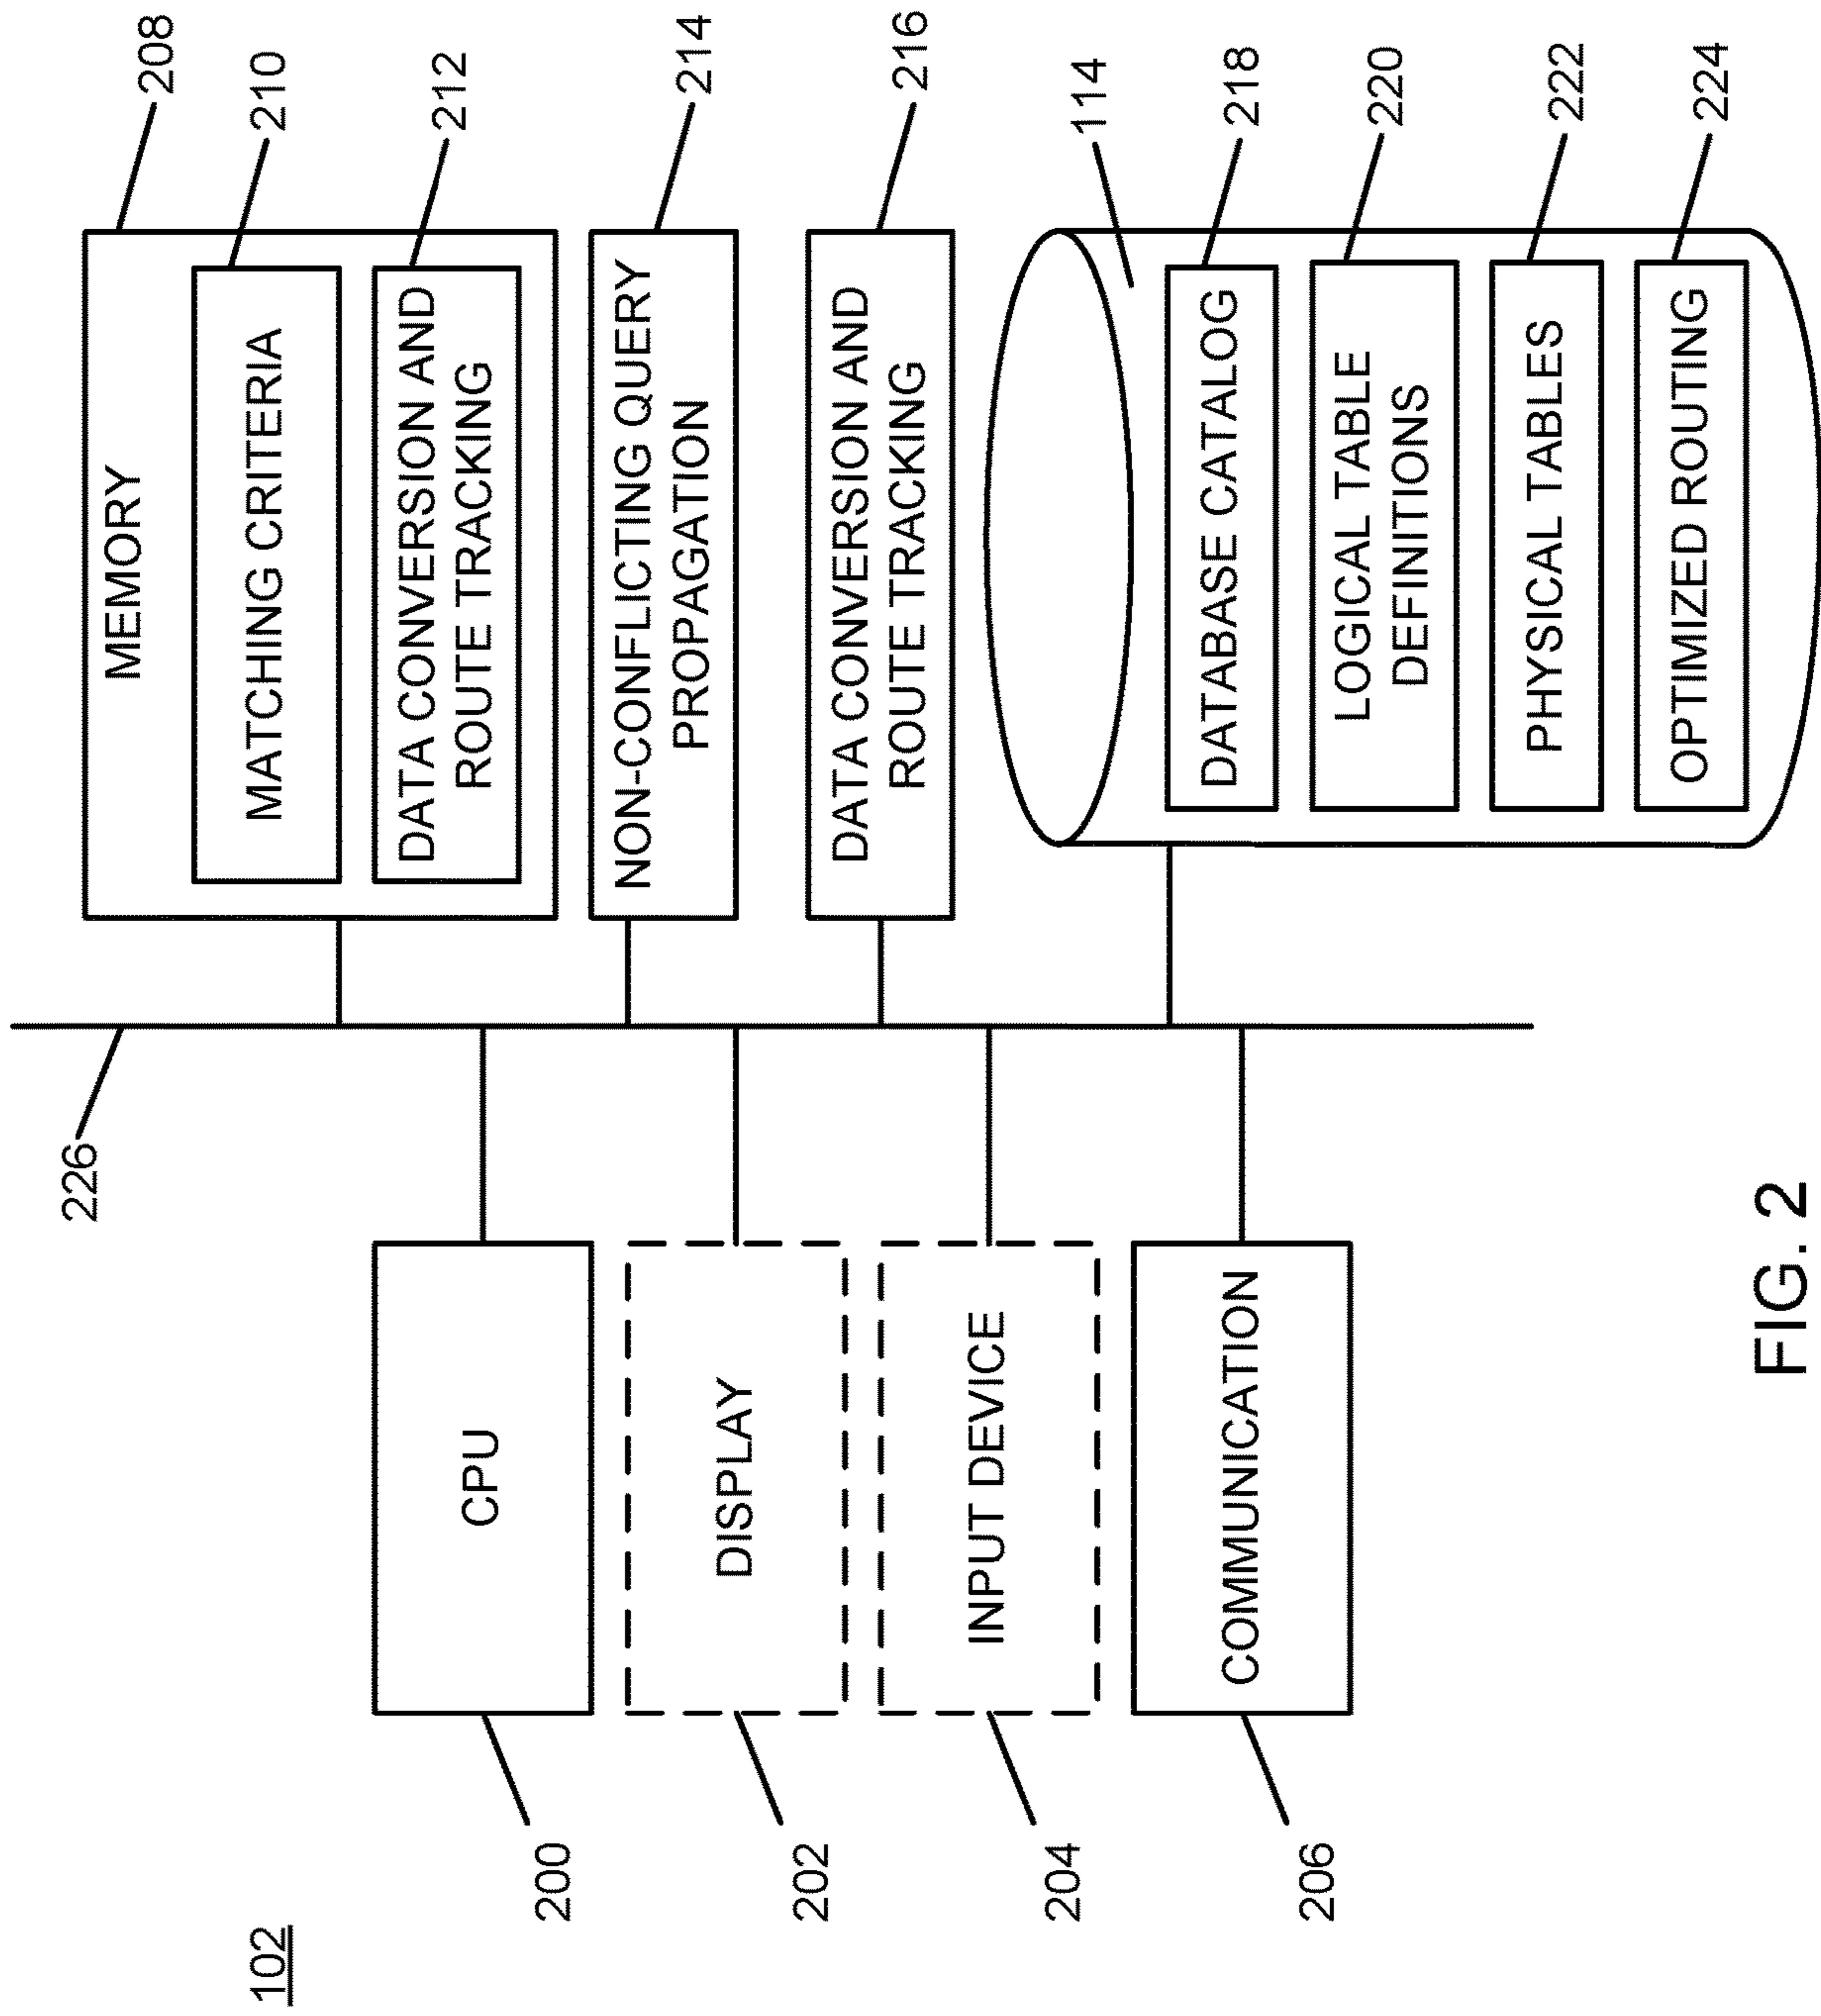 102
226
200
CPU
202
DISPLAY
204
INPUT DEVICE
206
COMMUNICATION
MEMORY
208
MATCHING CRITERIA
210
DATA CONVERSION AND
ROUTE TRACKING
212
NON-CONFLICTING QUERY
PROPAGATION
214
DATA CONVERSION AND
ROUTE TRACKING
216
114
DATABASE CATALOG
218
LOGICAL TABLE
DEFINITIONS
220
PHYSICAL TABLES
222
OPTIMIZED ROUTING
224
FIG. 2